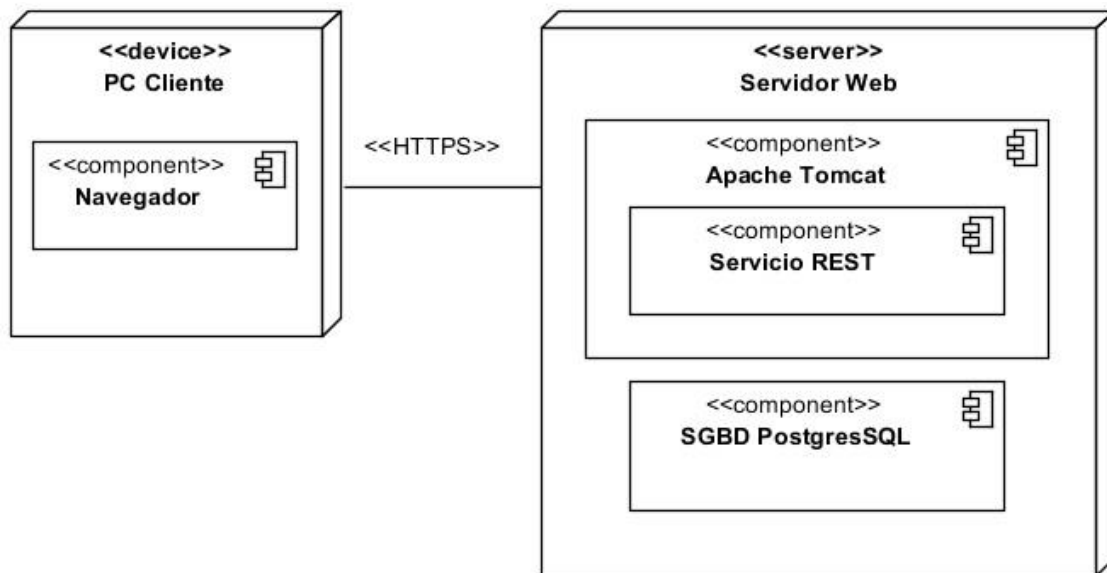 <<device>>
PC Cliente
<<component>>
Navegador
<<HTTPS>>
<<server>>
Servidor Web
<<component>>
Apache Tomcat
<<component>>
Servicio REST
<<component>>
SGBD PostgresSQL